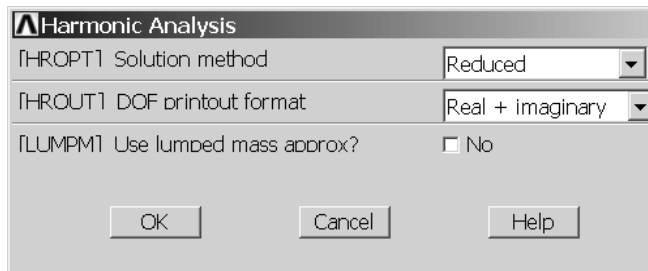 Harmonic Analysis
[HROPT] Solution method Reduced
[HROUT] DOF printout format Real + imaginary
[LUMPM] Use lumped mass approx? No
OK Cancel Help